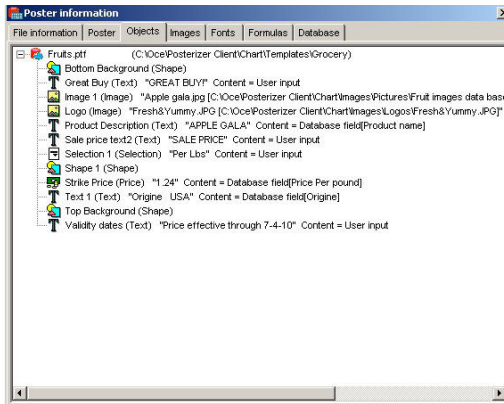 Poster information
File information Poster Objects Images Fonts Formulas Database
Fruits.ptf (C:\Oce\Posterizer Client\Chart\Templates\Grocery)
Bottom Background (Shape)
Great Buy (Text) "GREAT BUY!" Content = User input
Image 1 (Image) "Apple gala.jpg [C:\Oce\Posterizer Client\Chart\Images\Pictures\Fruit images data base
Logo (Image) "Fresh&Yummy.JPG [C:\Oce\Posterizer Client\Chart\Images\Logos\Fresh&Yummy.JPG]"
Product Description (Text) "APPLE GALA" Content = Database field[Product name]
Sale price text2 (Text) "SALE PRICE" Content = User input
Selection 1 (Selection) "Per Lbs" Content = User input
Shape 1 (Shape)
Strike Price (Price) "1.24" Content = Database field[Price Per pound]
Text 1 (Text) "Origine USA" Content = Database field[Origine]
Top Background (Shape)
Validity dates (Text) "Price effective through 7-4-10" Content = User input